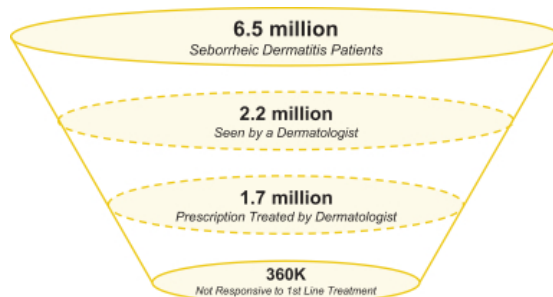 6.5 million
Seborrheic Dermatitis Patients
2.2 million
Seen by a Dermatologist
1.7 million
Prescription Treated by Dermatologist
360K
Not Responsive to 1st Line Treatment